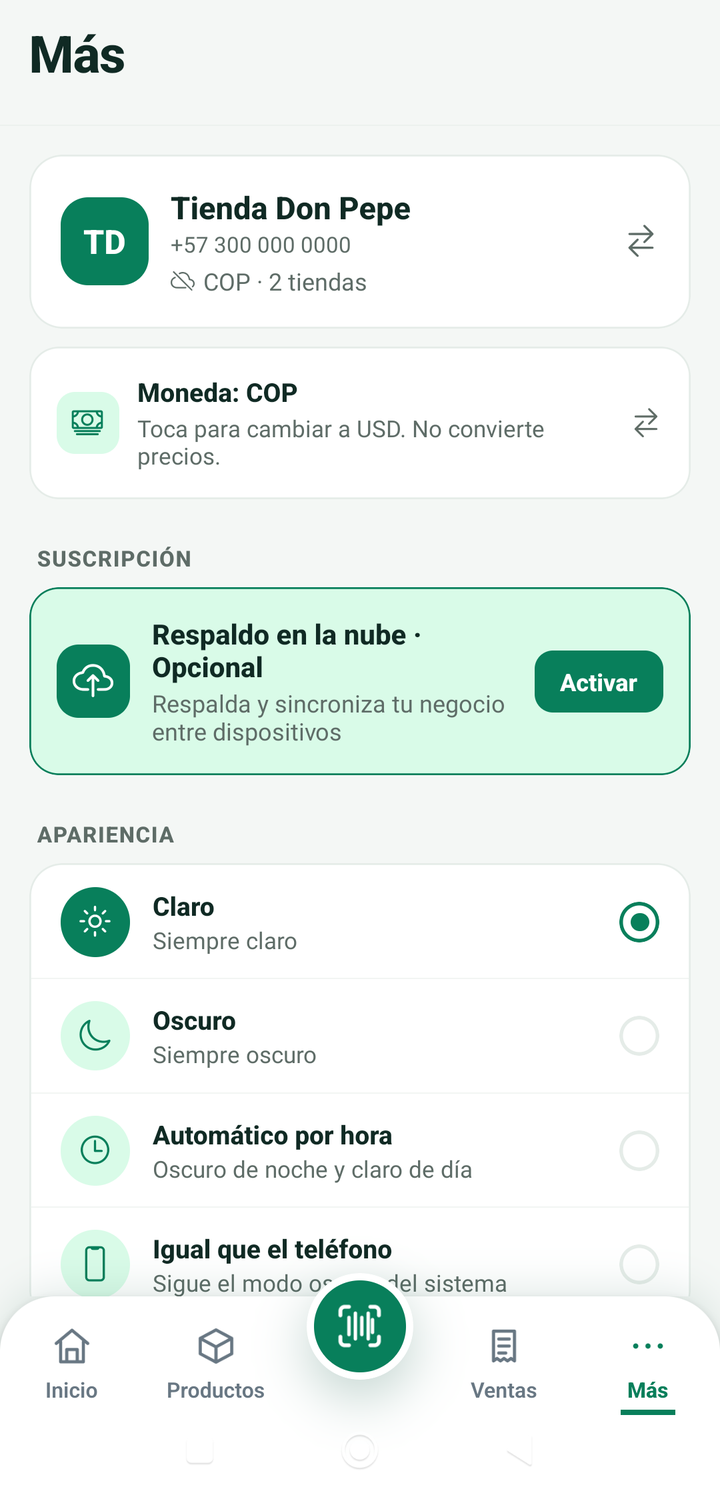 Más
TD
Tienda Don Pepe
+57 300 000 0000
COP · 2 tiendas
Moneda: COP
Toca para cambiar a USD. No convierte
precios.
SUSCRIPCIÓN
Respaldo en la nube ·
Opcional
Respalda y sincroniza tu negocio
entre dispositivos
Activar
APARIENCIA
Claro
Siempre claro
Oscuro
Siempre oscuro
Automático por hora
Oscuro de noche y claro de día
Igual que el teléfono
Sigue el modo del sistema
Inicio
Productos
Ventas
Más